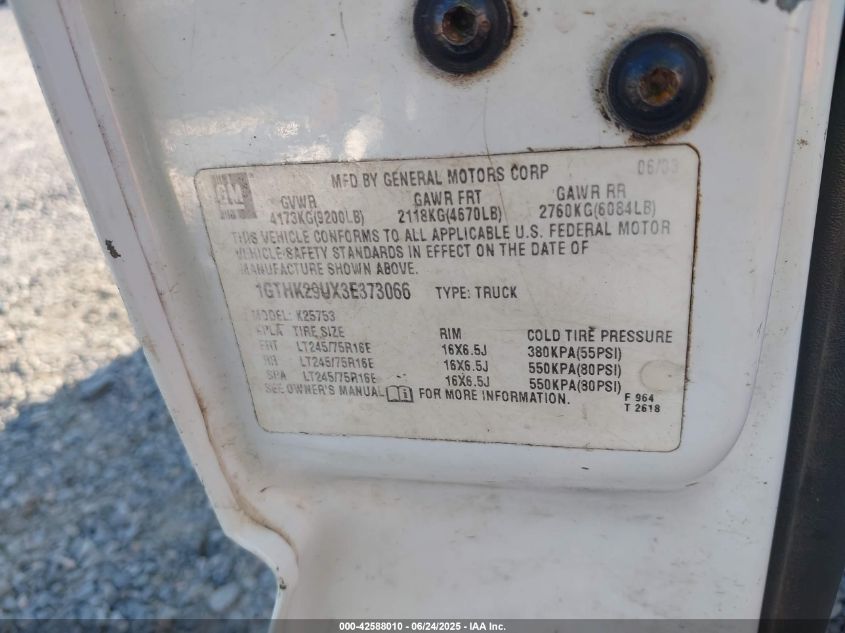 GM
MFD BY GENERAL MOTORS CORP 06/03
GVWR GAWR FRT GAWR RR
4173KG(9200LB) 2118KG(4670LB) 2760KG(6084LB)
THIS VEHICLE CONFORMS TO ALL APPLICABLE U.S. FEDERAL MOTOR
VEHICLE SAFETY STANDARDS IN EFFECT ON THE DATE OF
MANUFACTURE SHOWN ABOVE.
1GTHK29UX3E373066 TYPE: TRUCK
MODEL: K25753
TIRE SIZE RIM COLD TIRE PRESSURE
FRT LT245/75R16E 16X6.5J 380KPA(55PSI)
RR LT245/75R16E 16X6.5J 550KPA(80PSI)
SPA LT245/75R16E 16X6.5J 550KPA(80PSI)
SEE OWNER'S MANUAL FOR MORE INFORMATION.
F 964
T 2618
000-42588010 - 06/24/2025 - IAA Inc.